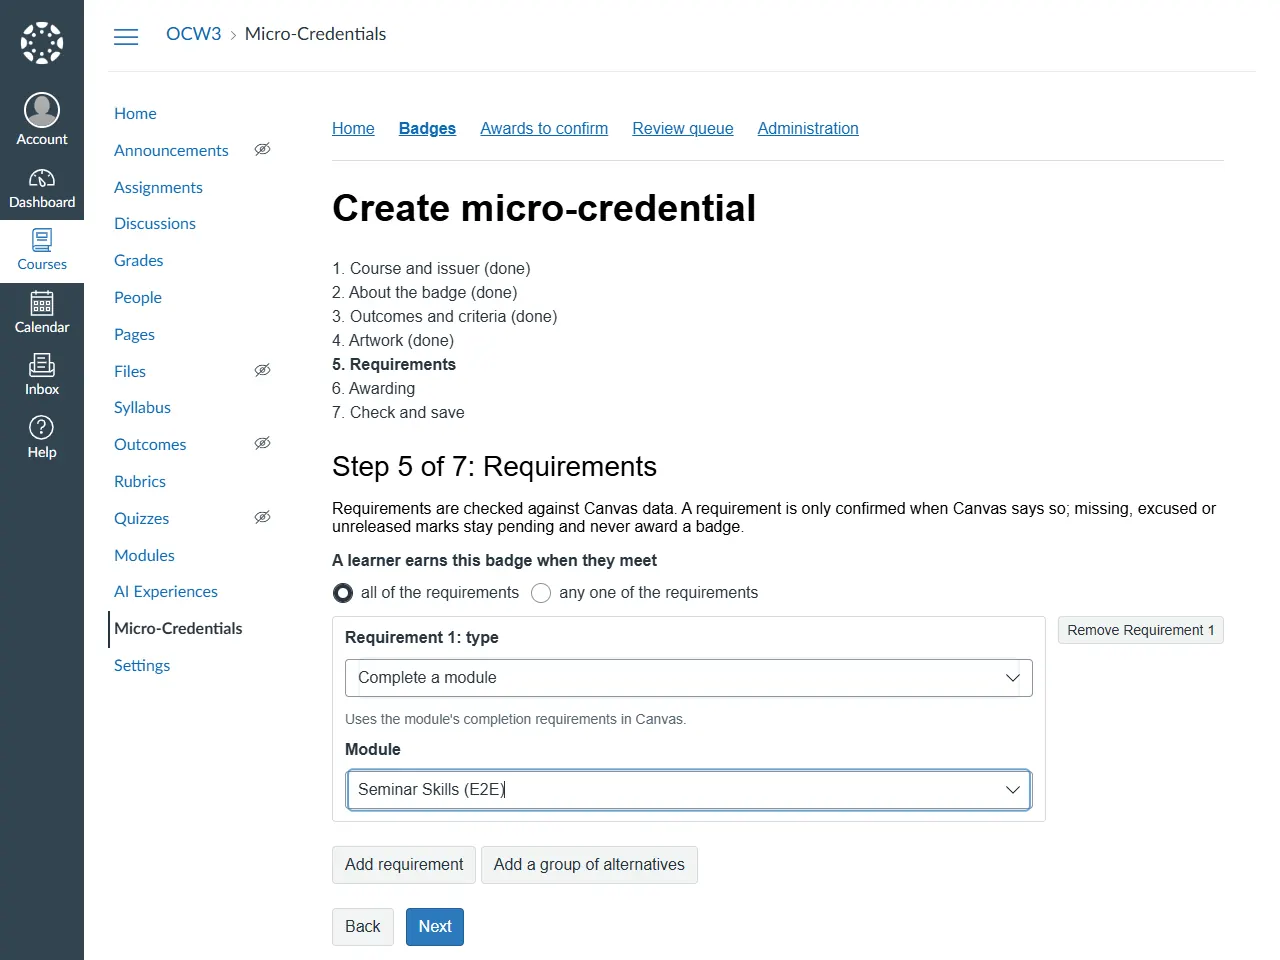 OCW3 > Micro-Credentials
Account
Dashboard
Courses
Calendar
Inbox
Help
Home
Announcements
Assignments
Discussions
Grades
People
Pages
Files
Syllabus
Outcomes
Rubrics
Quizzes
Modules
AI Experiences
Micro-Credentials
Settings
Home Badges Awards to confirm Review queue Administration
Create micro-credential
1. Course and issuer (done)
2. About the badge (done)
3. Outcomes and criteria (done)
4. Artwork (done)
5. Requirements
6. Awarding
7. Check and save
Step 5 of 7: Requirements
Requirements are checked against Canvas data. A requirement is only confirmed when Canvas says so; missing, excused or
unreleased marks stay pending and never award a badge.
A learner earns this badge when they meet
all of the requirements any one of the requirements
Requirement 1: type
Remove Requirement 1
Complete a module
Uses the module's completion requirements in Canvas.
Module
Seminar Skills (E2E)
Add requirement Add a group of alternatives
Back Next